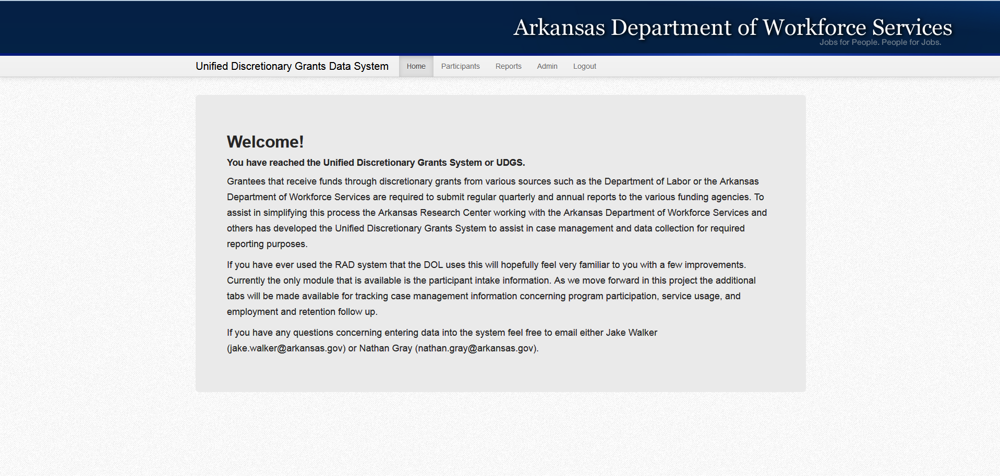 Arkansas Department of Workforce Services
Jobs for People. People for Jobs.
Unified Discretionary Grants Data System Home Participants Reports Admin Logout
Welcome!
You have reached the Unified Discretionary Grants System or UDGS.
Grantees that receive funds through discretionary grants from various sources such as the Department of Labor or the Arkansas
Department of Workforce Services are required to submit regular quarterly and annual reports to the various funding agencies. To
assist in simplifying this process the Arkansas Research Center working with the Arkansas Department of Workforce Services and
others has developed the Unified Discretionary Grants System to assist in case management and data collection for required
reporting purposes.
If you have ever used the RAD system that the DOL uses this will hopefully feel very familiar to you with a few improvements.
Currently the only module that is available is the participant intake information. As we move forward in this project the additional
tabs will be made available for tracking case management information concerning program participation, service usage, and
employment and retention follow up.
If you have any questions concerning entering data into the system feel free to email either Jake Walker
(jake.walker@arkansas.gov) or Nathan Gray (nathan.gray@arkansas.gov).